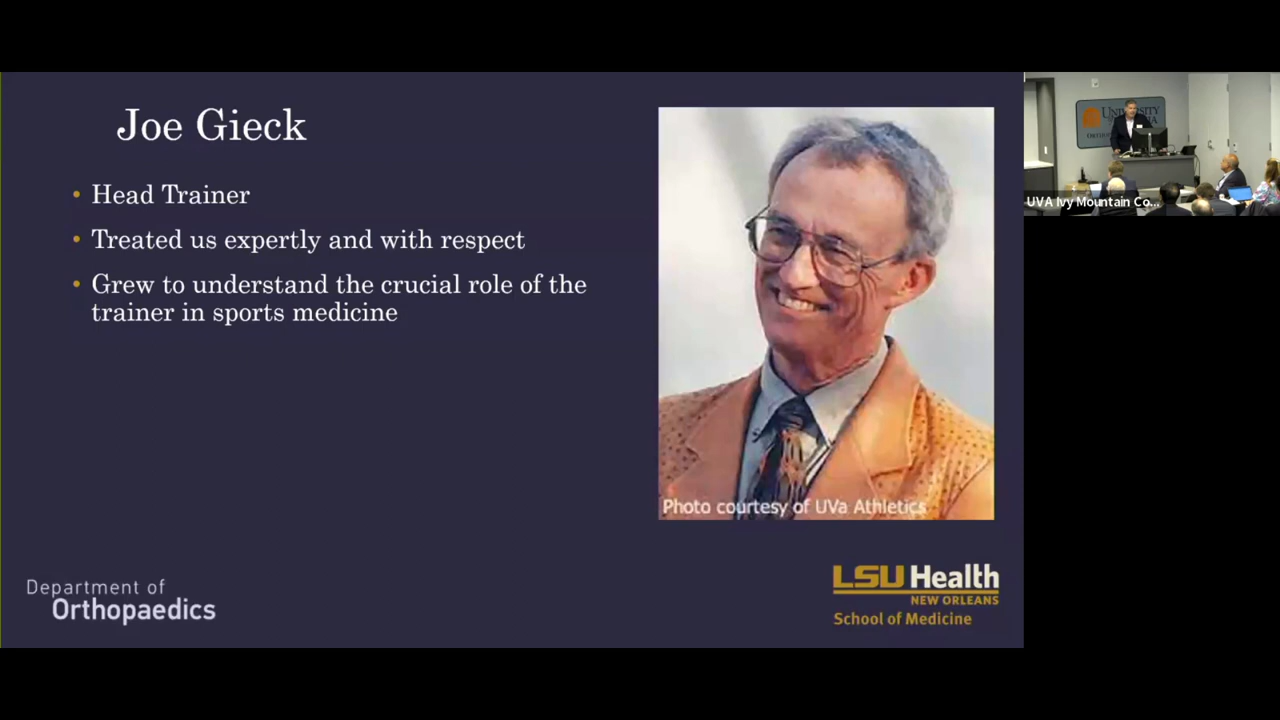 Joe Gieck
• Head Trainer
• Treated us expertly and with respect
• Grew to understand the crucial role of the
trainer in sports medicine
Photo courtesy of UVa Athletics
Department of
Orthopaedics
LSU Health
NEW ORLEANS
School of Medicine
UNIVERSITY
UVA Ivy Mountain Co...